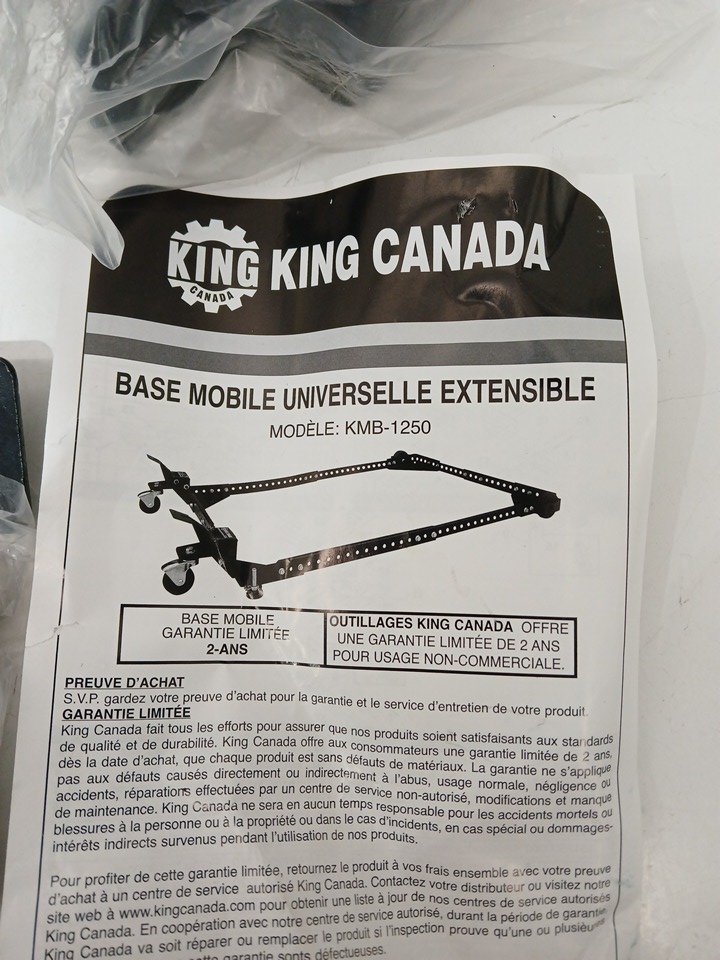 KING
CANADA
KING CANADA
BASE MOBILE UNIVERSELLE EXTENSIBLE
MODÈLE: KMB-1250
BASE MOBILE
GARANTIE LIMITÉE
2-ANS
OUTILLAGES KING CANADA OFFRE
UNE GARANTIE LIMITÉE DE 2 ANS
POUR USAGE NON-COMMERCIALE.
PREUVE D'ACHAT
S.V.P. gardez votre preuve d'achat pour la garantie et le service d'entretien de votre produit.
GARANTIE LIMITÉE
King Canada fait tous les efforts pour assurer que nos produits soient satisfaisants aux standards
de qualité et de durabilité. King Canada offre aux consommateurs une garantie limitée de 2 ans,
dès la date d'achat, que chaque produit est sans défauts de matériaux. La garantie ne s'applique
pas aux défauts causés directement ou indirectement à l'abus, usage normale, négligence ou
accidents, réparations effectuées par un centre de service non-autorisé, modifications et manque
de maintenance. King Canada ne sera en aucun temps responsable pour les accidents mortels ou
blessures à la personne ou à la propriété ou dans le cas d'incidents, en cas spécial ou dommages-
intérêts indirects survenus pendant l'utilisation de nos produits.
Pour profiter de cette garantie limitée, retournez le produit à vos frais ensemble avec votre preuve
d'achat à un centre de service autorisé King Canada. Contactez votre distributeur ou visitez notre
site web à www.kingcanada.com pour obtenir une liste à jour de nos centres de service autorisés
King Canada. En coopération avec notre centre de service autorisé, durant la période de garantie,
King Canada va soit réparer ou remplacer le produit si l'inspection prouve qu'une ou plusieurs
cette garantie sont défectueuses.